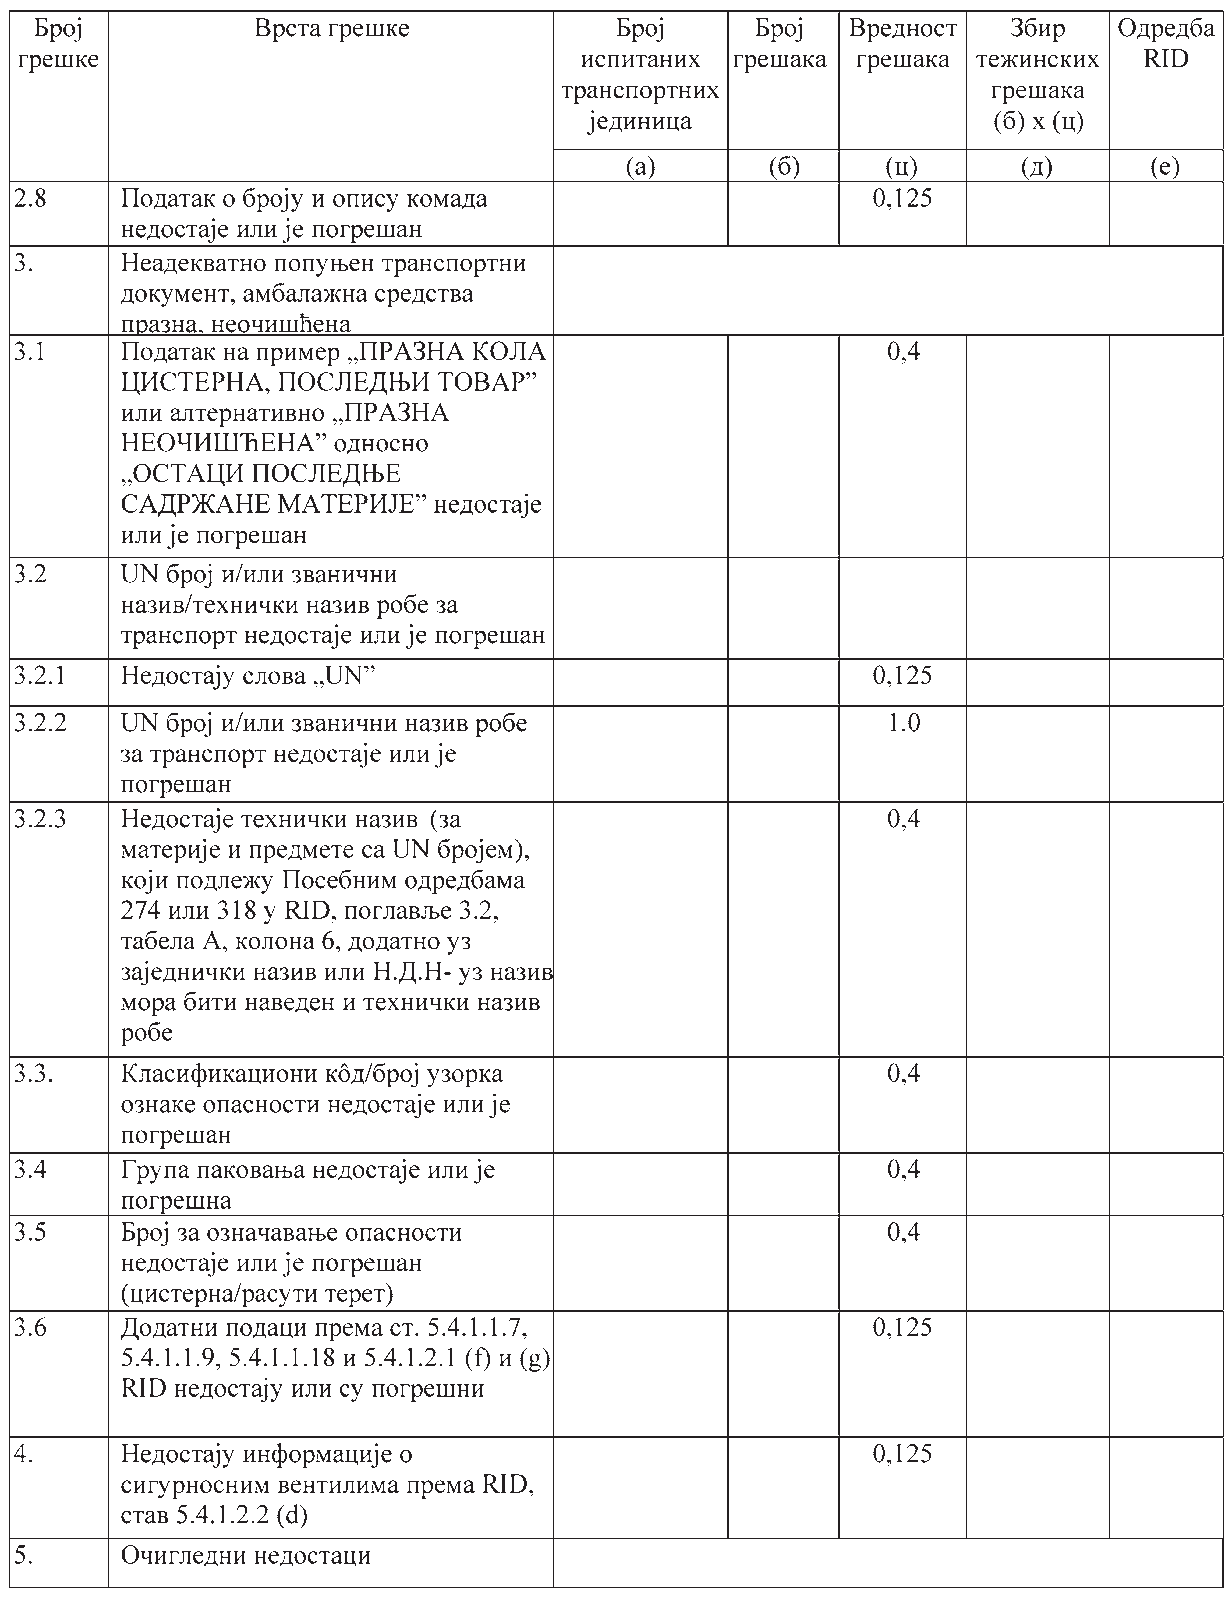 Број грешке | Врста грешке | Број испитаних транспортних јединица | Број грешака | Вредност грешака | Збир тежинских грешака (б) x (ц) | Одредба RID
(а) | (б) | (ц) | (д) | (е)
2.8 | Податак о броју и опису комада | 0,125
недостаје или је погрешан
3. | Неадекватно попуњен транспортни
документ, амбалажна средства
празна, неочишћена
3.1 | Податак на пример „ПРАЗНА КОЛА | 0,4
ЦИСТЕРНА, ПОСЛЕДЊИ ТОВАР”
или алтернативно „ПРАЗНА
НЕОЧИШЋЕНА” односно
„ОСТАЦИ ПОСЛЕДЊЕ
САДРЖАНЕ МАТЕРИЈЕ” недостаје
или је погрешан
3.2 | UN број и/или званични
назив/технички назив робе за
транспорт недостаје или је погрешан
3.2.1 | Недостају слова „UN” | 0,125
3.2.2 | UN број и/или званични назив робе | 1.0
за транспорт недостаје или је
погрешан
3.2.3 | Недостаје технички назив (за | 0,4
материје и предмете са UN бројем),
који подлежу Посебним одредбама
274 или 318 у RID, поглавље 3.2,
табела А, колона 6, додатно уз
заједнички назив или Н.Д.Н- уз назив
мора бити наведен и технички назив
робе
3.3. | Класификациони кôд/број узорка | 0,4
ознаке опасности недостаје или је
погрешан
3.4 | Група паковања недостаје или је | 0,4
погрешна
3.5 | Број за означавање опасности | 0,4
недостаје или је погрешан
(цистерна/расути терет)
3.6 | Додатни подаци према ст. 5.4.1.1.7, | 0,125
5.4.1.1.9, 5.4.1.1.18 и 5.4.1.2.1 (f) и (g)
RID недостају или су погрешни
4. | Недостају информације о | 0,125
сигурносним вентилима према RID,
став 5.4.1.2.2 (d)
5. | Очигледни недостаци